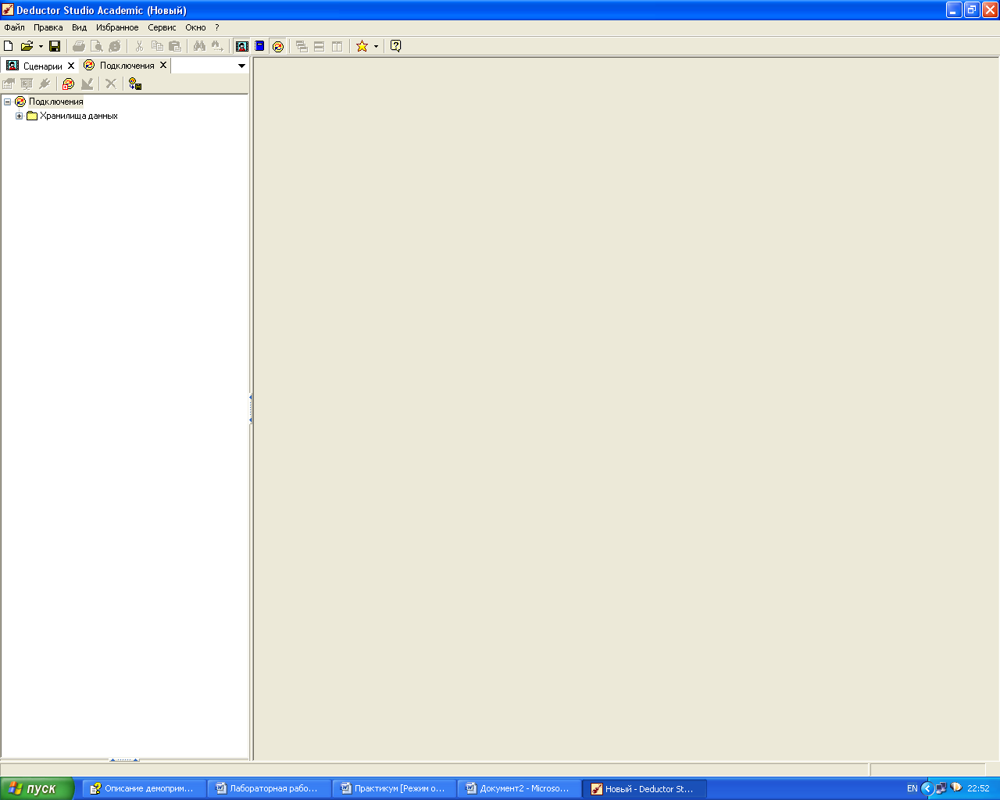 Deductor Studio Academic (Новый)
Файл Правка Вид Избранное Сервис Окно ?
Сценарии Подключения
Подключения
Хранилища данных
пуск Описание демоприм... Лабораторная рабо... Практикум [Режим о... Документ2 - Microso... Новый - Deductor St... EN 22:52